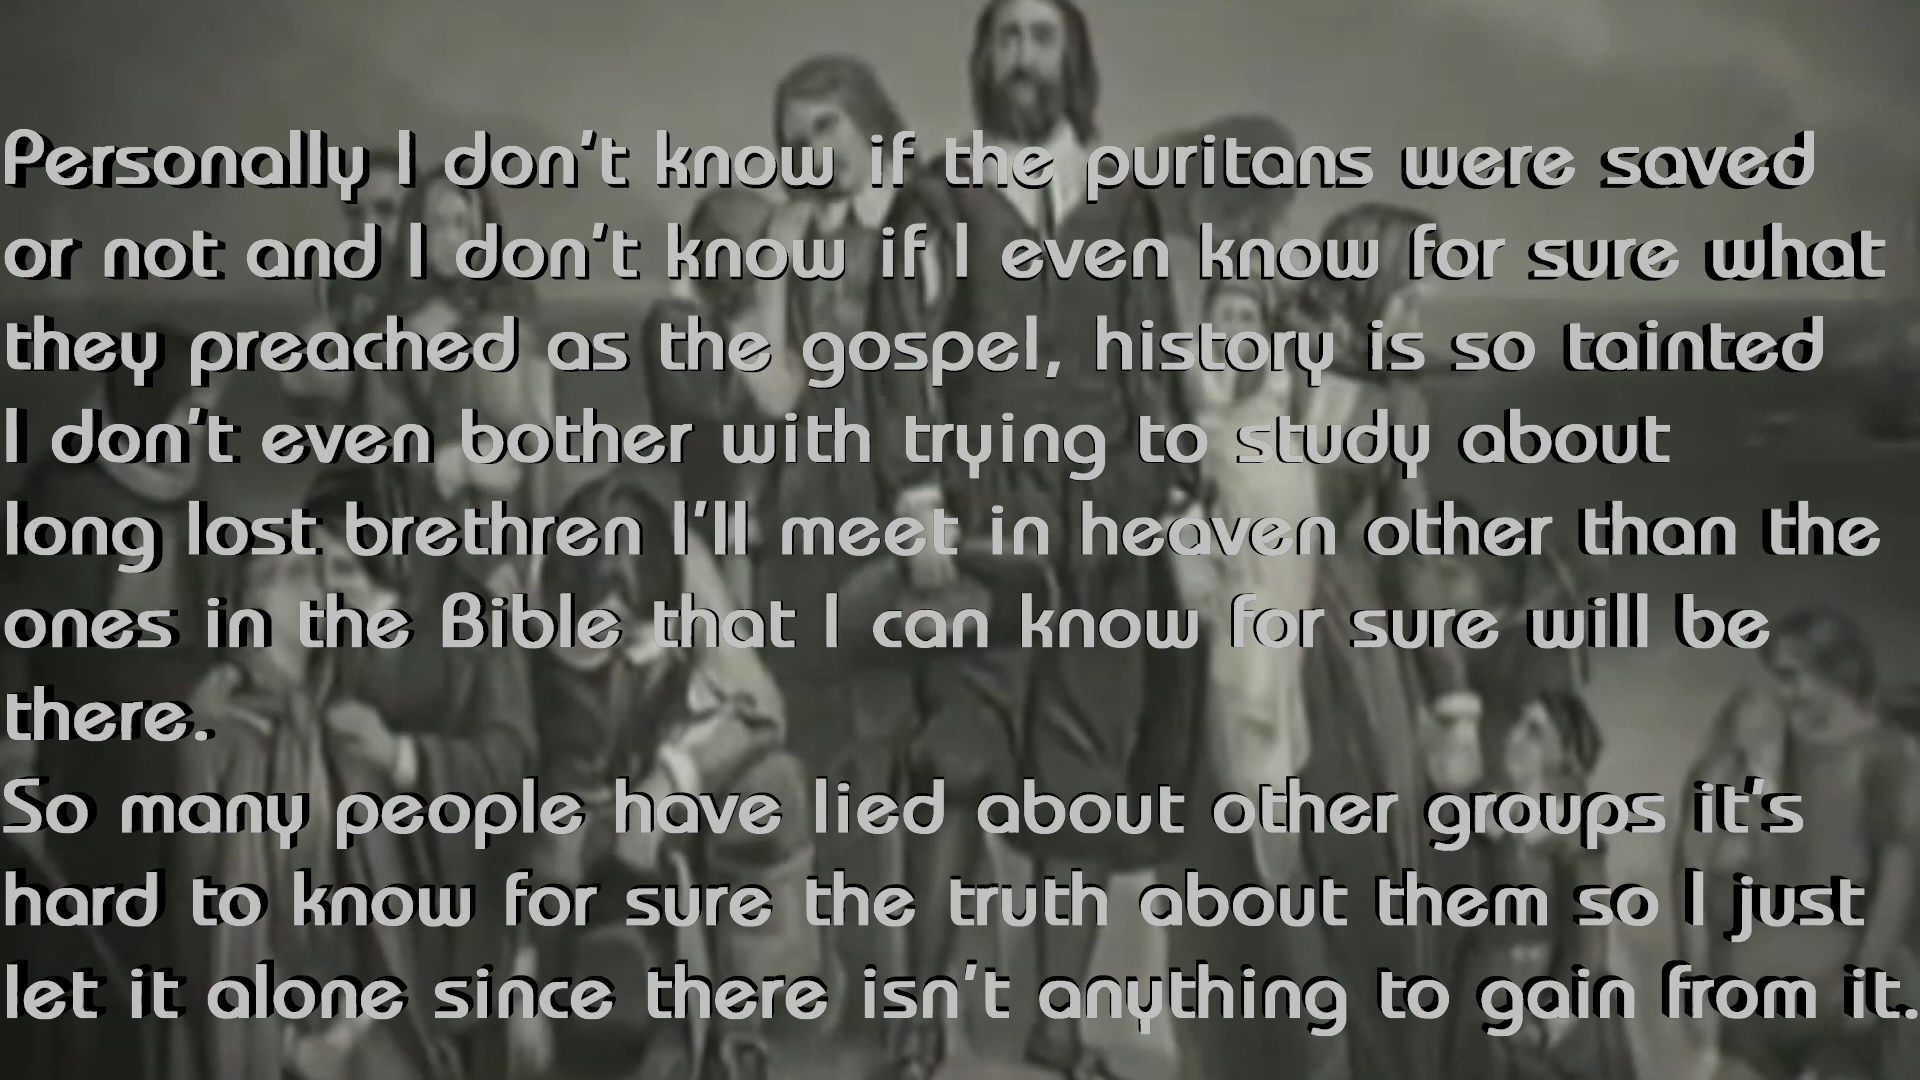 Personally I don't know if the puritans were saved
or not and I don't know if I even know for sure what
they preached as the gospel, history is so tainted
I don't even bother with trying to study about
long lost brethren I'll meet in heaven other than the
ones in the Bible that I can know for sure will be
there.
So many people have lied about other groups it's
hard to know for sure the truth about them so I just
let it alone since there isn't anything to gain from it.